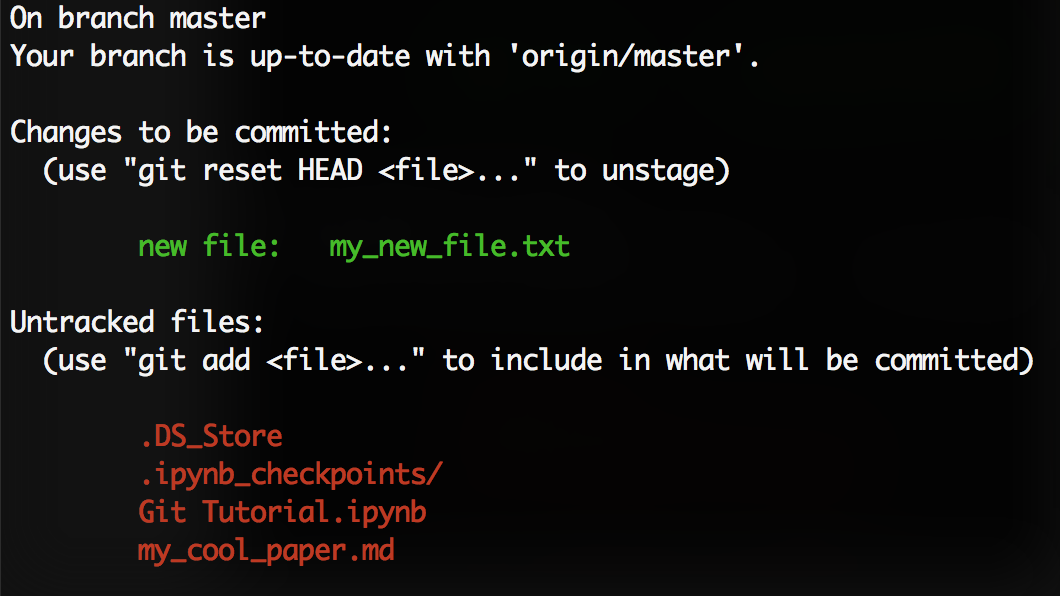 On branch master
Your branch is up-to-date with 'origin/master'.
Changes to be committed:
(use "git reset HEAD <file>..." to unstage)
new file: my_new_file.txt
Untracked files:
(use "git add <file>..." to include in what will be committed)
.DS_Store
.ipynb_checkpoints/
Git Tutorial.ipynb
my_cool_paper.md